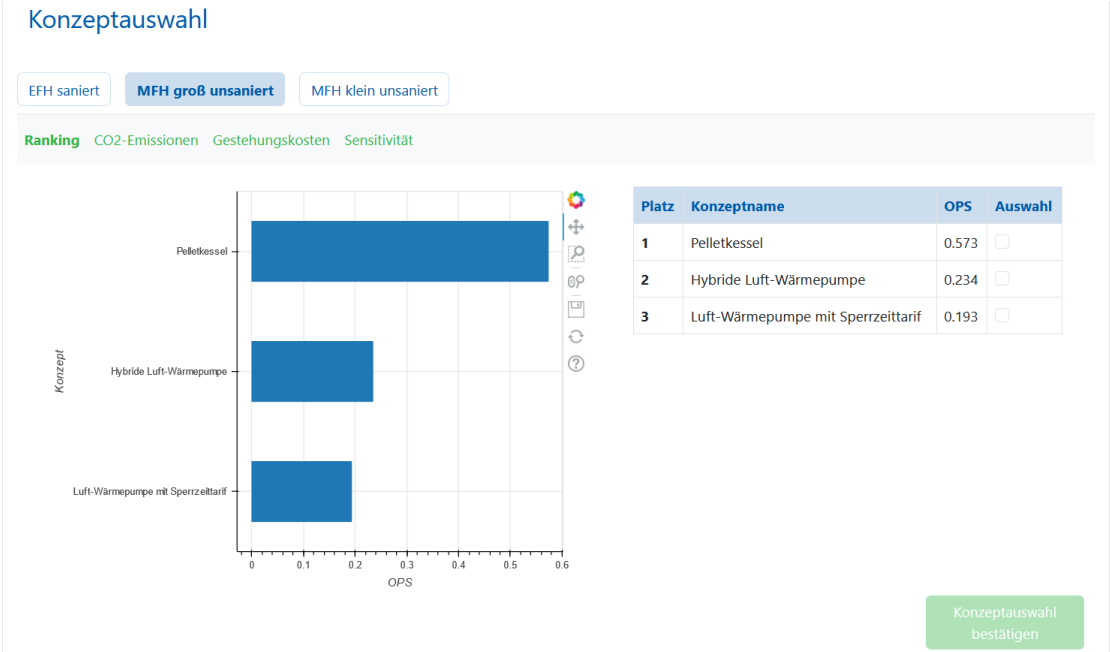 Konzeptauswahl
EFH saniert
MFH groß unsaniert
MFH klein unsaniert
Ranking CO2-Emissionen Gestehungskosten Sensitivität
Konzept
Pelletkessel
Hybride Luft-Wärmepumpe
Luft-Wärmepumpe mit Sperrzeittarif
0 0.1 0.2 0.3 0.4 0.5 0.6
OPS
Platz Konzeptname OPS Auswahl
1 Pelletkessel 0.573
2 Hybride Luft-Wärmepumpe 0.234
3 Luft-Wärmepumpe mit Sperrzeittarif 0.193
Konzeptauswahl
bestätigen